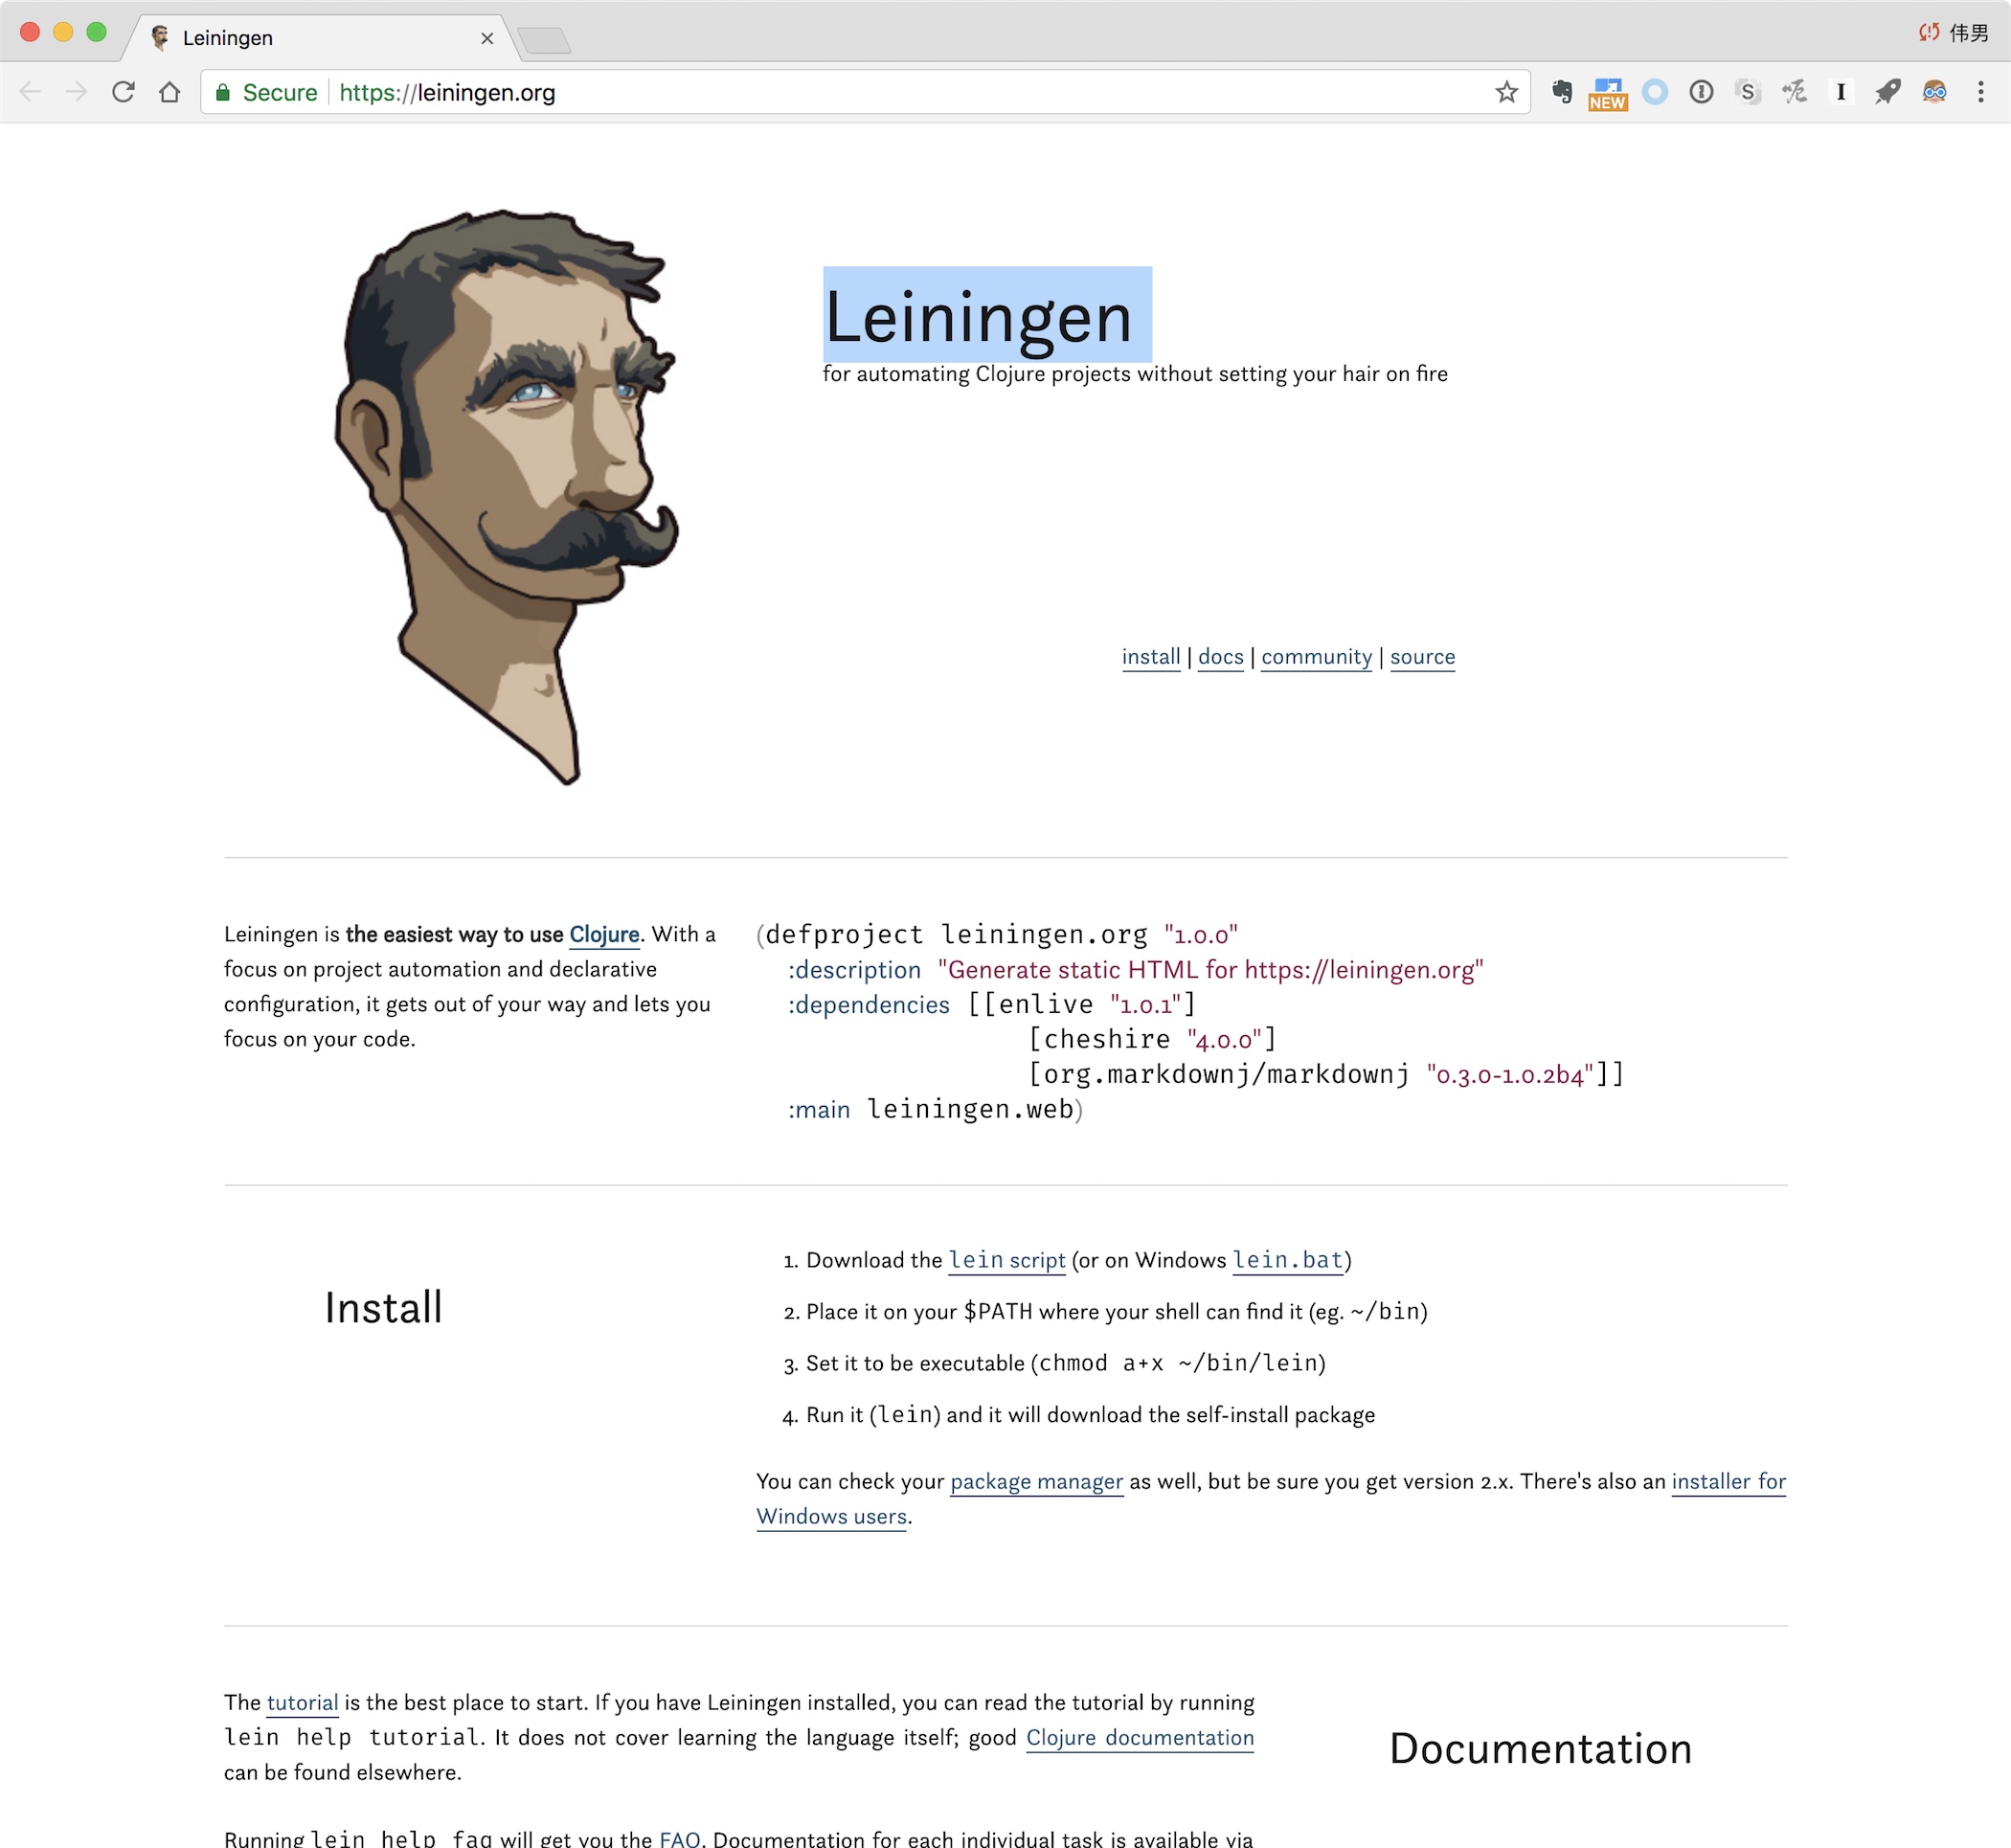 Leiningen
伟男
Secure https://leiningen.org
NEW
Leiningen
for automating Clojure projects without setting your hair on fire
install | docs | community | source
Leiningen is the easiest way to use Clojure. With a
focus on project automation and declarative
configuration, it gets out of your way and lets you
focus on your code.
(defproject leiningen.org "1.0.0"
:description "Generate static HTML for https://leiningen.org"
:dependencies [[enlive "1.0.1"]
[cheshire "4.0.0"]
[org.markdownj/markdownj "0.3.0-1.0.2b4"]]
:main leiningen.web)
Install
1. Download the lein script (or on Windows lein.bat)
2. Place it on your $PATH where your shell can find it (eg. ~/bin)
3. Set it to be executable (chmod a+x ~/bin/lein)
4. Run it (lein) and it will download the self-install package
You can check your package manager as well, but be sure you get version 2.x. There's also an installer for
Windows users.
The tutorial is the best place to start. If you have Leiningen installed, you can read the tutorial by running
lein help tutorial. It does not cover learning the language itself; good Clojure documentation
can be found elsewhere.
Documentation
Running lein help faq will get you the FAQ. Documentation for each individual task is available via